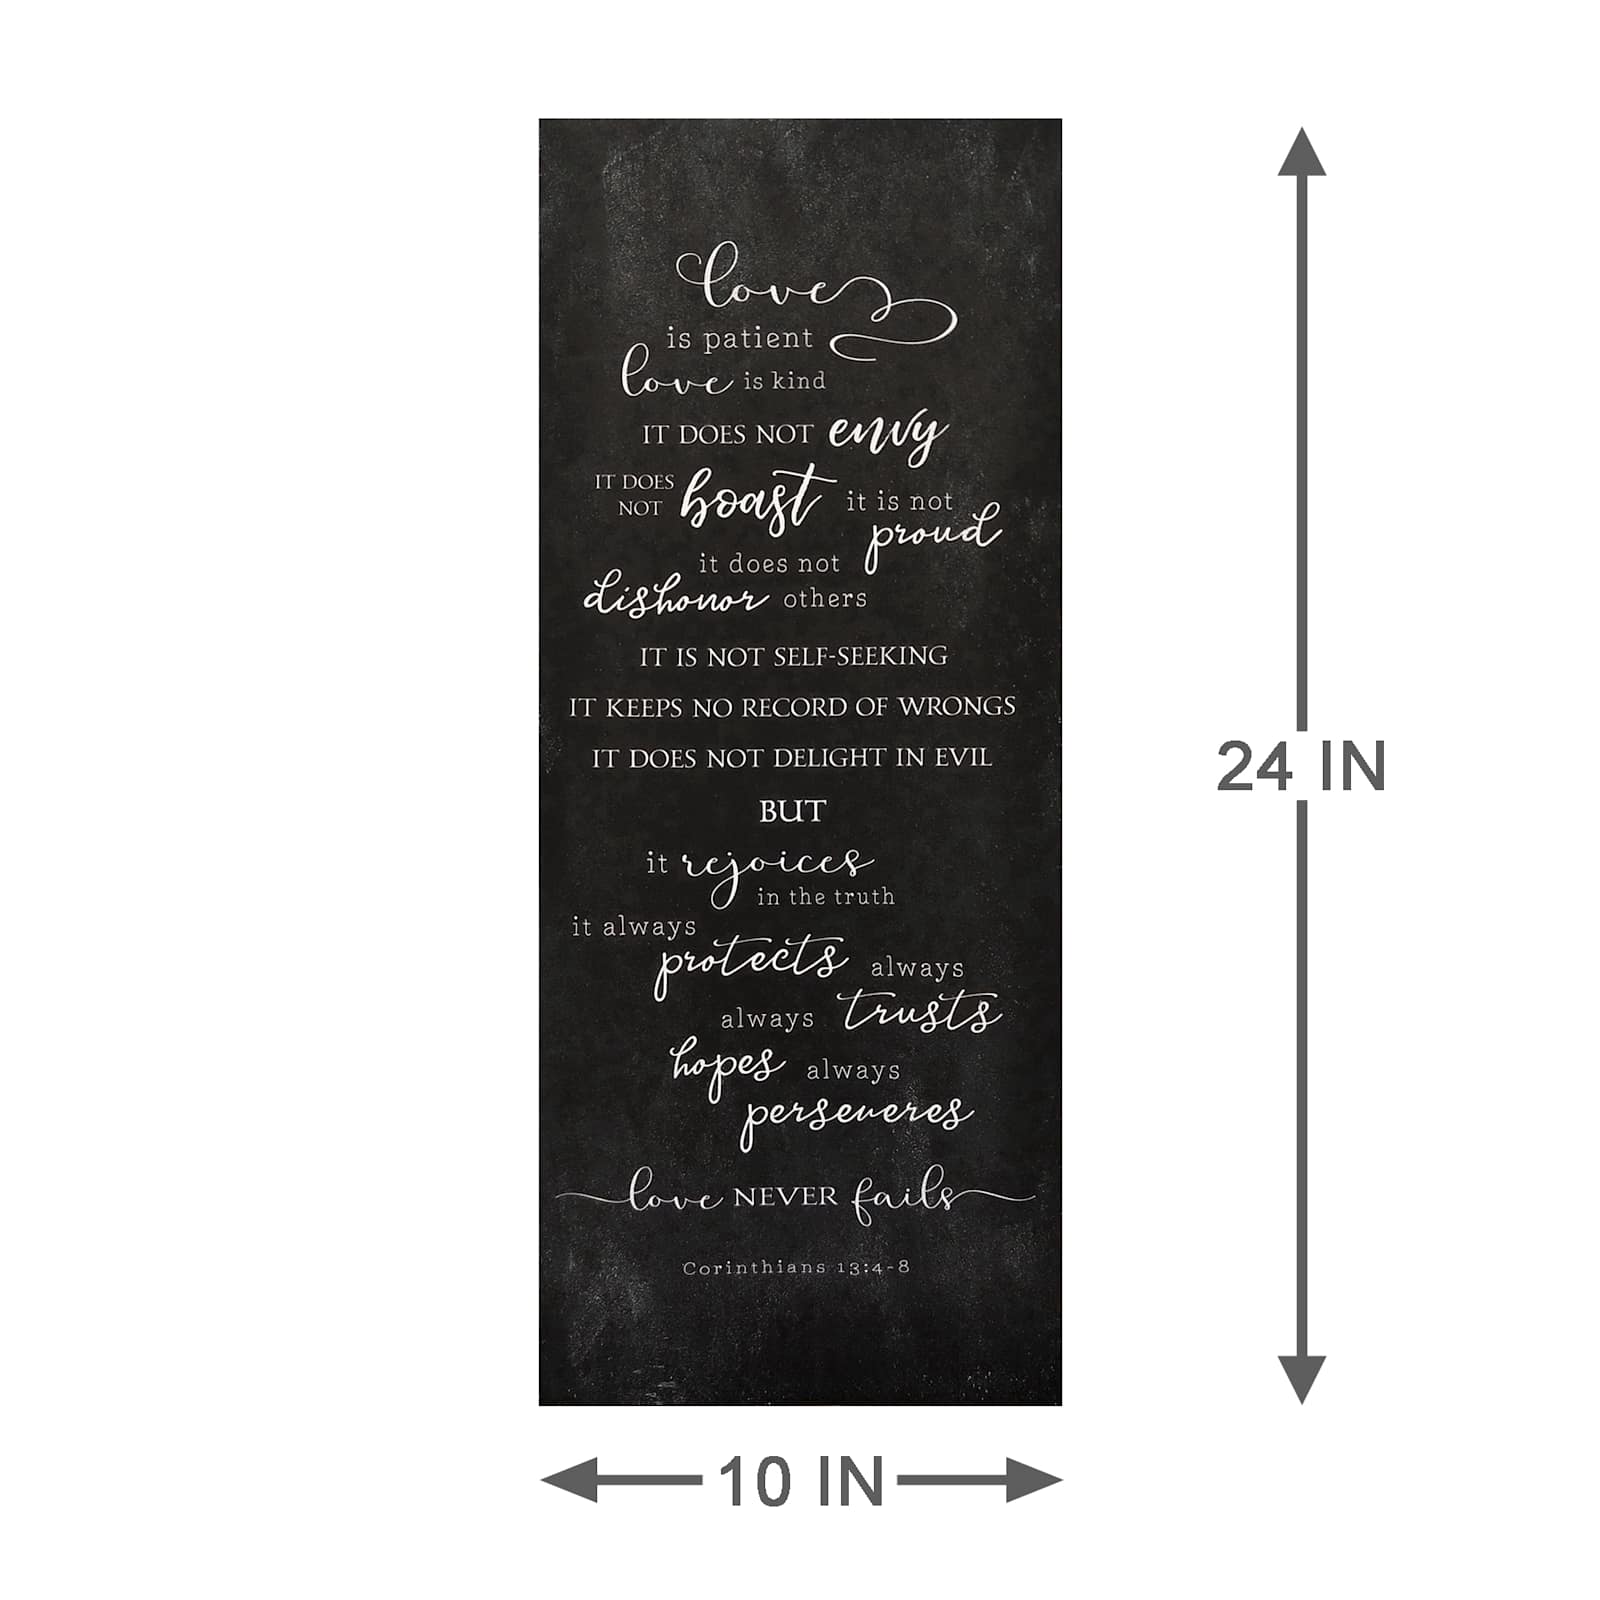 love
is patient
love is kind
IT DOES NOT envy
IT DOES
NOT boast it is not
proud
it does not
dishonor others
IT IS NOT SELF-SEEKING
IT KEEPS NO RECORD OF WRONGS
IT DOES NOT DELIGHT IN EVIL
BUT
it rejoices
in the truth
it always
protects always
always trusts
hopes always
perseveres
love NEVER fails
Corinthians 13:4-8
24 IN
10 IN